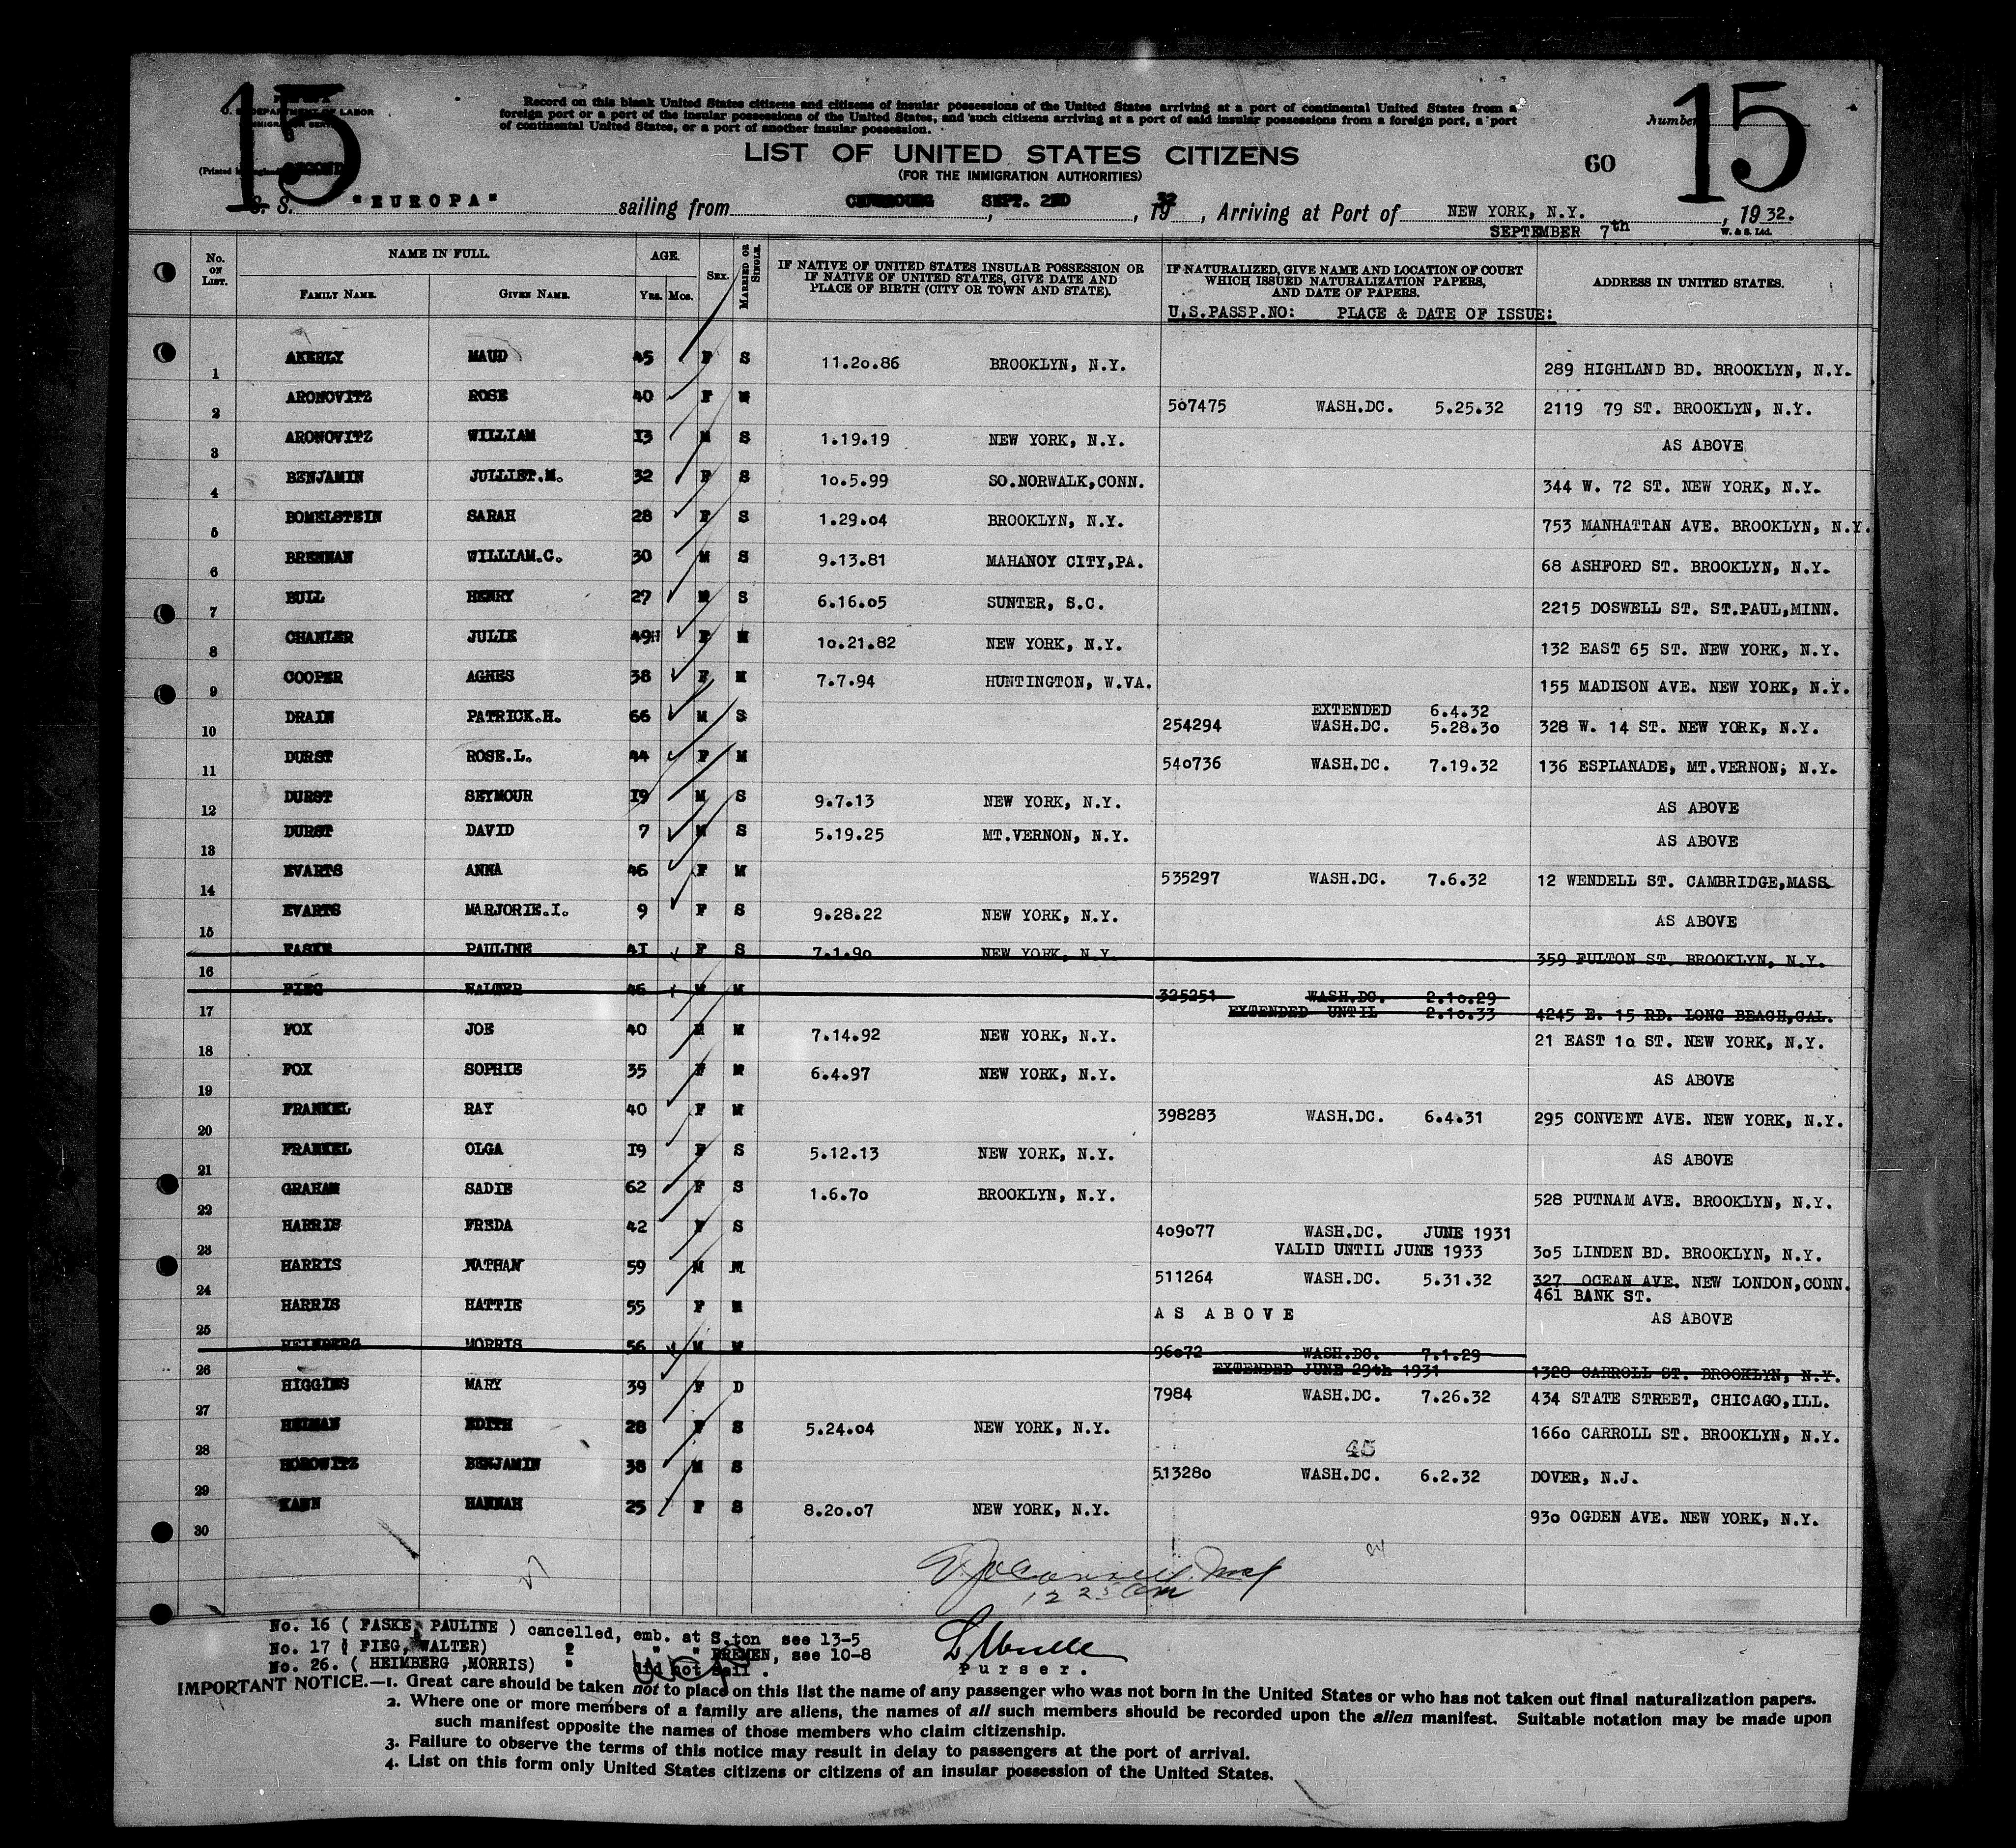 15
U. S. DEPARTMENT OF LABOR
IMMIGRATION SERVICE
SECOND
Record on this blank United States citizens and citizens of insular possessions of the United States arriving at a port of continental United States from a
foreign port or a port of the insular possessions of the United States, and such citizens arriving at a port of said insular possessions from a foreign port, a port
of continental United States, or a port of another insular possession.
Number 15
LIST OF UNITED STATES CITIZENS
(FOR THE IMMIGRATION AUTHORITIES)
60
S. S. "EUROPA" sailing from CHERBOURG, SEPT. 2ND, 1932, Arriving at Port of NEW YORK, N.Y. SEPTEMBER 7th, 1932.
W. & S. Ltd.
No. ON LIST. NAME IN FULL. FAMILY NAME. GIVEN NAME. AGE. YRS. MOS. SEX. MARRIED OR SINGLE. IF NATIVE OF UNITED STATES INSULAR POSSESSION OR IF NATIVE OF UNITED STATES, GIVE DATE AND PLACE OF BIRTH (CITY OR TOWN AND STATE). IF NATURALIZED, GIVE NAME AND LOCATION OF COURT WHICH ISSUED NATURALIZATION PAPERS, AND DATE OF PAPERS. ADDRESS IN UNITED STATES.
U.S.PASSP.NO: PLACE & DATE OF ISSUE:
1 AKERLY MAUD 45 F S 11.20.86 BROOKLYN, N.Y. 289 HIGHLAND BD. BROOKLYN, N.Y.
2 ARONOVITZ ROSE 40 F M 507475 WASH.DC. 5.25.32 2119 79 ST. BROOKLYN, N.Y.
3 ARONOVITZ WILLIAM 13 M S 1.19.19 NEW YORK, N.Y. AS ABOVE
4 BENJAMIN JULLIET.M. 32 F S 10.5.99 SO.NORWALK,CONN. 344 W. 72 ST. NEW YORK, N.Y.
5 BOMELSTEIN SARAH 28 F S 1.29.04 BROOKLYN, N.Y. 753 MANHATTAN AVE. BROOKLYN, N.Y.
6 BRENNAN WILLIAM.C. 30 M S 9.13.81 MAHANOY CITY,PA. 68 ASHFORD ST. BROOKLYN, N.Y.
7 BULL HENRY 27 M S 6.16.05 SUNTER, S.C. 2215 DOSWELL ST. ST.PAUL,MINN.
8 CHANLER JULIE 49 F M 10.21.82 NEW YORK, N.Y. 132 EAST 65 ST. NEW YORK, N.Y.
9 COOPER AGNES 38 F M 7.7.94 HUNTINGTON, W.VA. 155 MADISON AVE. NEW YORK, N.Y.
EXTENDED 6.4.32
10 DRAIN PATRICK.H. 66 M S 254294 WASH.DC. 5.28.30 328 W. 14 ST. NEW YORK, N.Y.
11 DURST ROSE.L. 44 F M 540736 WASH.DC. 7.19.32 136 ESPLANADE, MT.VERNON, N.Y.
12 DURST SEYMOUR 19 M S 9.7.13 NEW YORK, N.Y. AS ABOVE
13 DURST DAVID 7 M S 5.19.25 MT.VERNON, N.Y. AS ABOVE
14 EVARTS ANNA 46 F M 535297 WASH.DC. 7.6.32 12 WENDELL ST. CAMBRIDGE,MASS.
15 EVARTS MARJORIE.I. 9 F S 9.28.22 NEW YORK, N.Y. AS ABOVE
16 FASKE PAULINE 41 F S 7.1.90 NEW YORK, N.Y. 359 FULTON ST. BROOKLYN, N.Y.
17 FIEG WALTER 46 M M 325251 WASH.DC. 2.10.29
EXTENDED UNTIL 2.10.33 4245 E. 15 RD. LONG BEACH,CAL.
18 FOX JOE 40 M M 7.14.92 NEW YORK, N.Y. 21 EAST 10 ST. NEW YORK, N.Y.
19 FOX SOPHIE 35 F M 6.4.97 NEW YORK, N.Y. AS ABOVE
20 FRANKEL RAY 40 F M 398283 WASH.DC. 6.4.31 295 CONVENT AVE. NEW YORK, N.Y.
21 FRANKEL OLGA 19 F S 5.12.13 NEW YORK, N.Y. AS ABOVE
22 GRAHAM SADIE 62 F S 1.6.70 BROOKLYN, N.Y. 528 PUTNAM AVE. BROOKLYN, N.Y.
23 HARRIS FREDA 42 F S 409077 WASH.DC. JUNE 1931
VALID UNTIL JUNE 1933 305 LINDEN BD. BROOKLYN, N.Y.
24 HARRIS NATHAN 59 M M 511264 WASH.DC. 5.31.32 327 OCEAN AVE. NEW LONDON,CONN.
461 BANK ST.
25 HARRIS HATTIE 55 F M AS ABOVE AS ABOVE
26 HEIMBERG MORRIS 56 M M 96072 WASH.DC. 7.1.29
EXTENDED JUNE 29th 1931 1328 CARROLL ST. BROOKLYN, N.Y.
27 HIGGINS MARY 39 F D 7984 WASH.DC. 7.26.32 434 STATE STREET, CHICAGO,ILL.
28 HEIMAN EDITH 28 F S 5.24.04 NEW YORK, N.Y. 1660 CARROLL ST. BROOKLYN, N.Y.
45
29 HOROWITZ BENJAMIN 38 M S 513280 WASH.DC. 6.2.32 DOVER, N.J.
30 KANN HANNAH 25 F S 8.20.07 NEW YORK, N.Y. 930 OGDEN AVE. NEW YORK, N.Y.
12 25 am
No. 16 ( FASKE, PAULINE ) cancelled, emb. at S.ton see 13-5
No. 17 ( FIEG, WALTER) " " " BREMEN, see 10-8
No. 26. ( HEIMBERG ,MORRIS) " did not sail.
Purser.
IMPORTANT NOTICE.—1. Great care should be taken not to place on this list the name of any passenger who was not born in the United States or who has not taken out final naturalization papers.
2. Where one or more members of a family are aliens, the names of all such members should be recorded upon the alien manifest. Suitable notation may be made upon
such manifest opposite the names of those members who claim citizenship.
3. Failure to observe the terms of this notice may result in delay to passengers at the port of arrival.
4. List on this form only United States citizens or citizens of an insular possession of the United States.